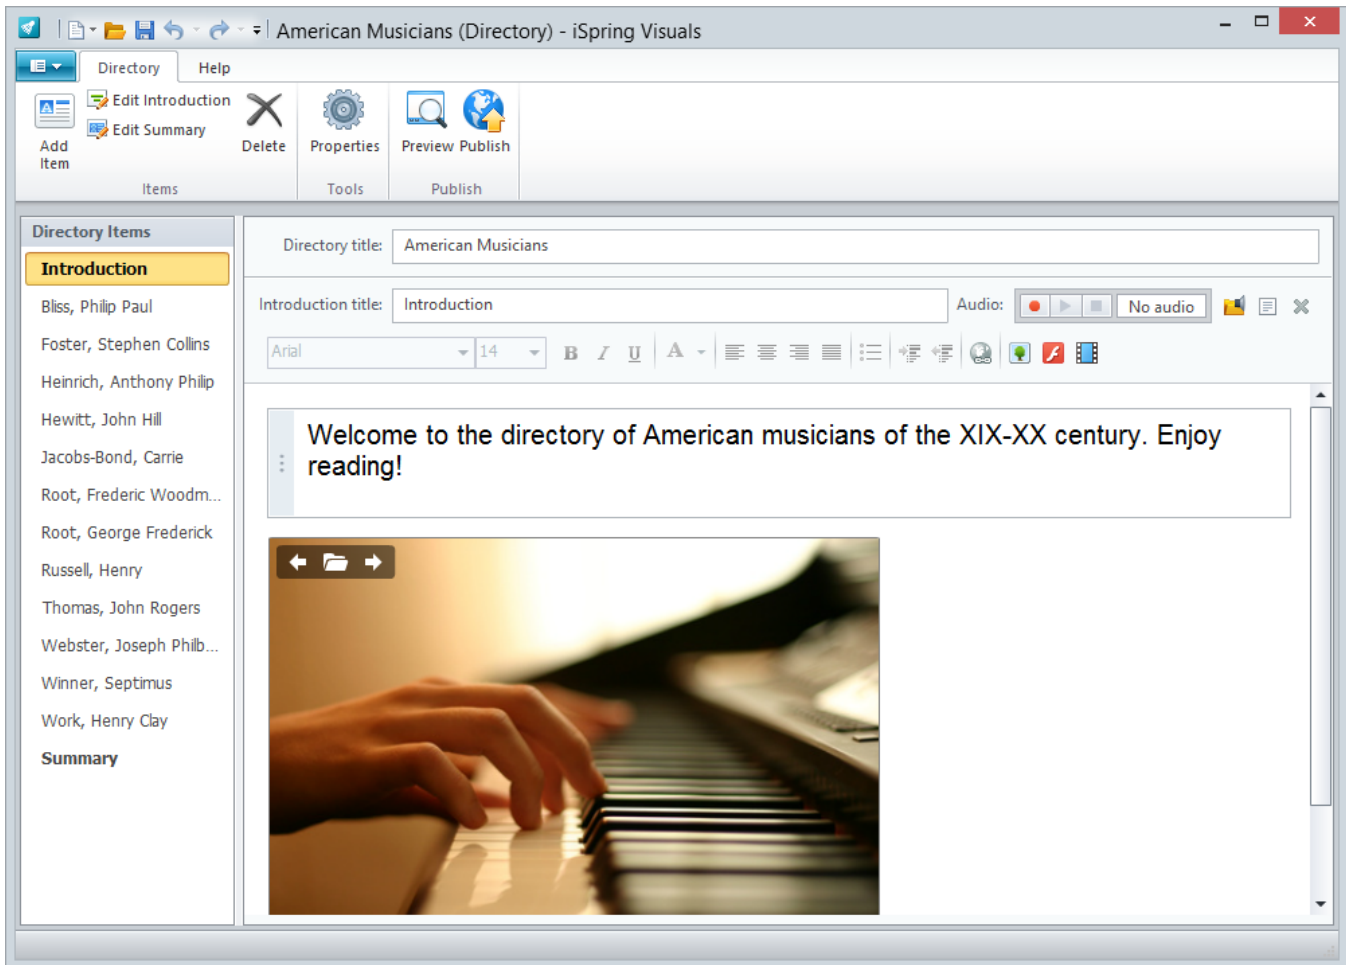 American Musicians (Directory) - iSpring Visuals
Directory Help
Add Item
Edit Introduction
Edit Summary
Delete
Properties
Preview Publish
Items Tools Publish
Directory Items
Introduction
Bliss, Philip Paul
Foster, Stephen Collins
Heinrich, Anthony Philip
Hewitt, John Hill
Jacobs-Bond, Carrie
Root, Frederic Woodm...
Root, George Frederick
Russell, Henry
Thomas, John Rogers
Webster, Joseph Philb...
Winner, Septimus
Work, Henry Clay
Summary
Directory title: American Musicians
Introduction title: Introduction Audio: No audio
Arial 14 B I U A
Welcome to the directory of American musicians of the XIX-XX century. Enjoy
reading!